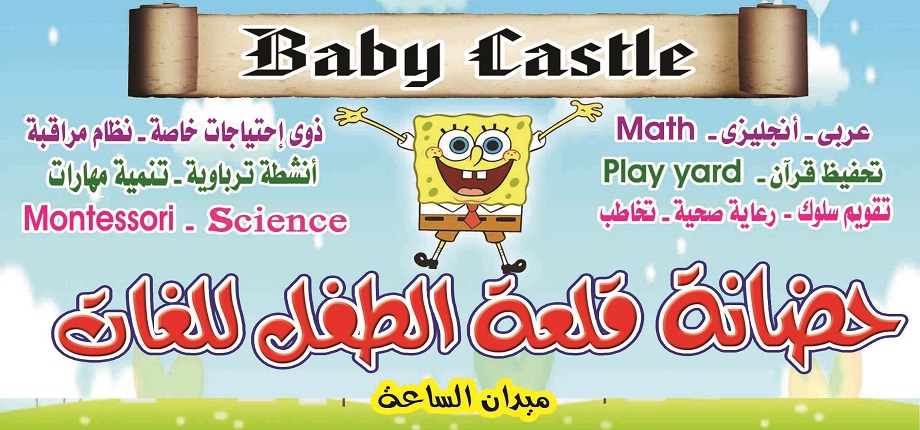 Baby Castle
عربى - أنجليزى - Math
تحفيظ قرآن - Play yard
تقويم سلوك - رعاية صحية - تخاطب
ذوى إحتياجات خاصة - نظام مراقبة
أنشطة ترباوية - تنمية مهارات
Montessori - Science
حضانة قلعة الطفل للغات
ميدان الساعة